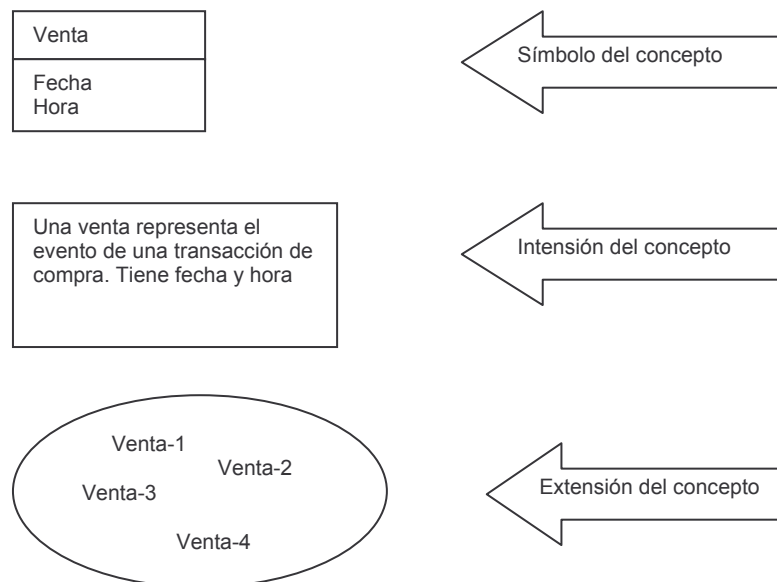 Venta
Fecha
Hora
Símbolo del concepto
Una venta representa el
evento de una transacción de
compra. Tiene fecha y hora
Intensión del concepto
Venta-1
Venta-2
Venta-3
Venta-4
Extensión del concepto